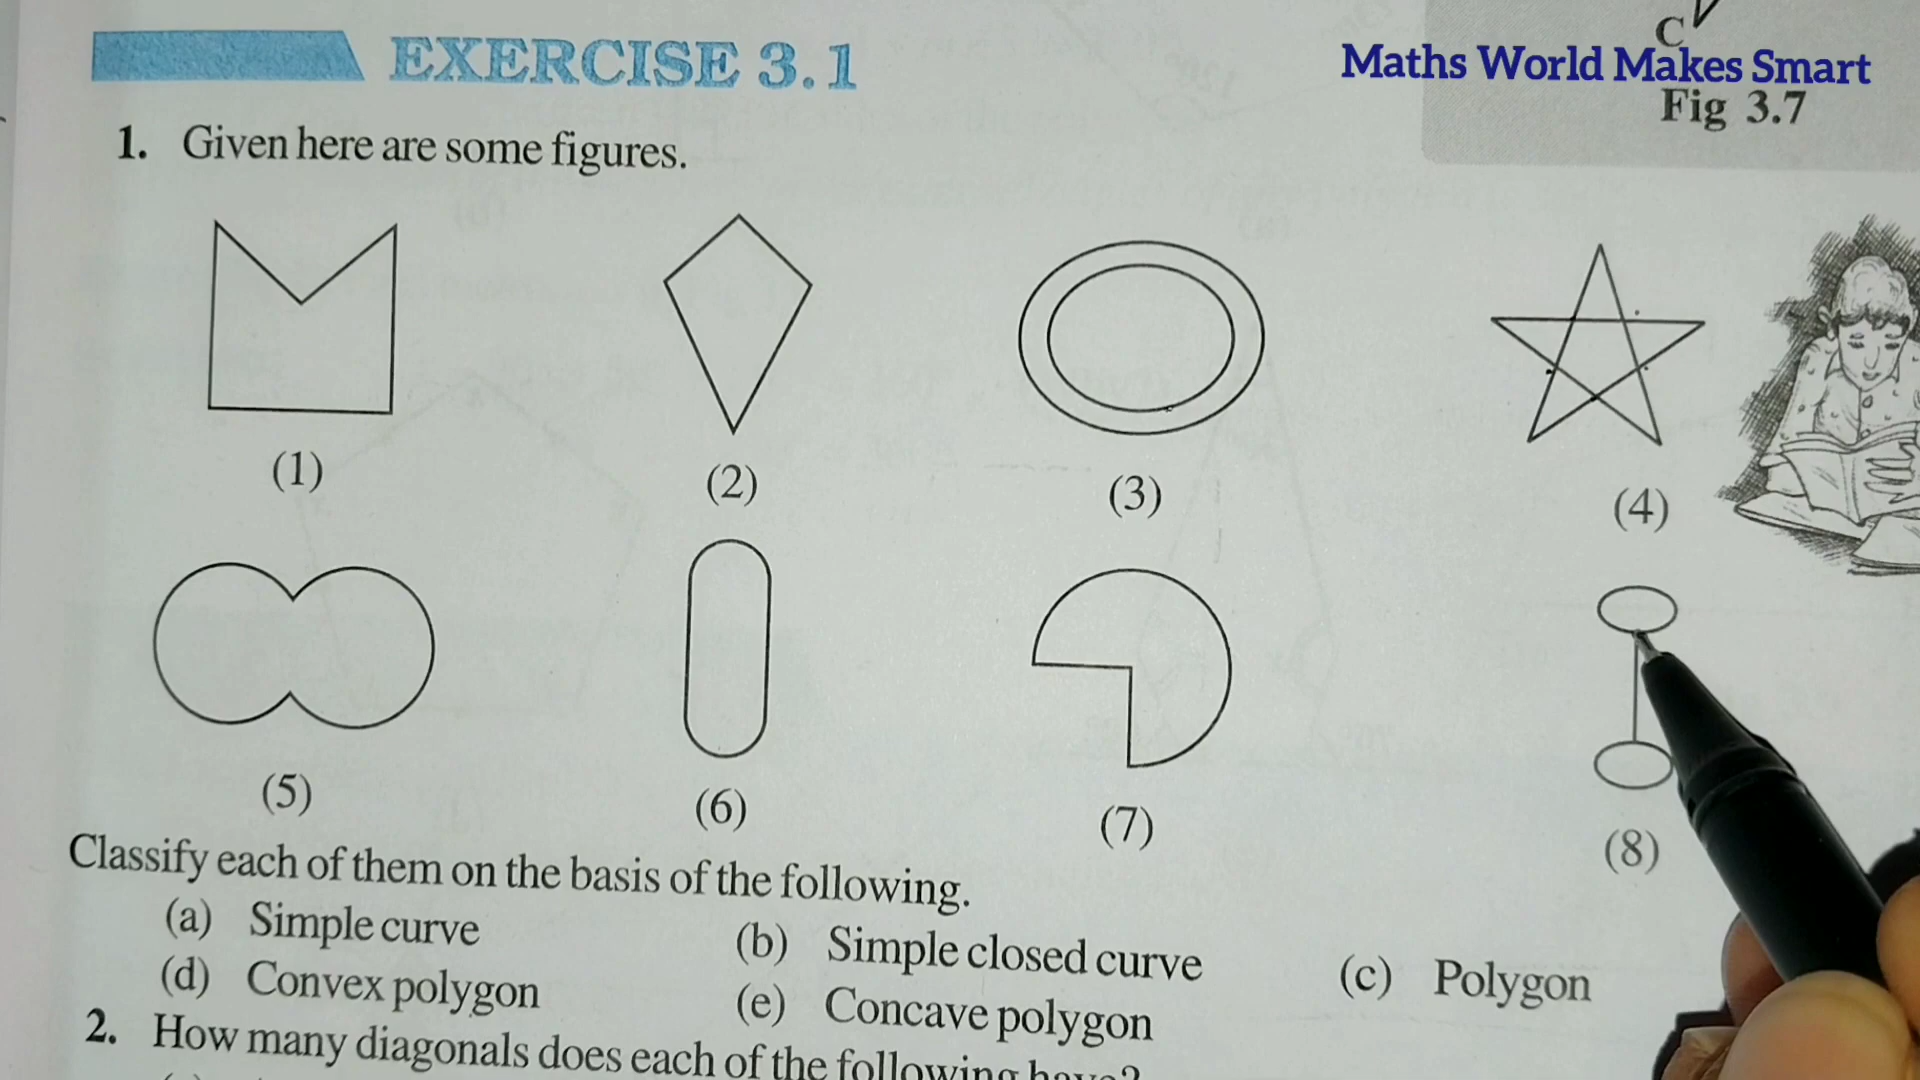 C
EXERCISE 3.1
Maths World Makes Smart
Fig 3.7
1. Given here are some figures.
(1)
(2)
(3)
(4)
(5)
(6)
(7)
(8)
Classify each of them on the basis of the following.
(a) Simple curve
(b) Simple closed curve
(c) Polygon
(d) Convex polygon
(e) Concave polygon
2. How many diagonals does each of the following have?